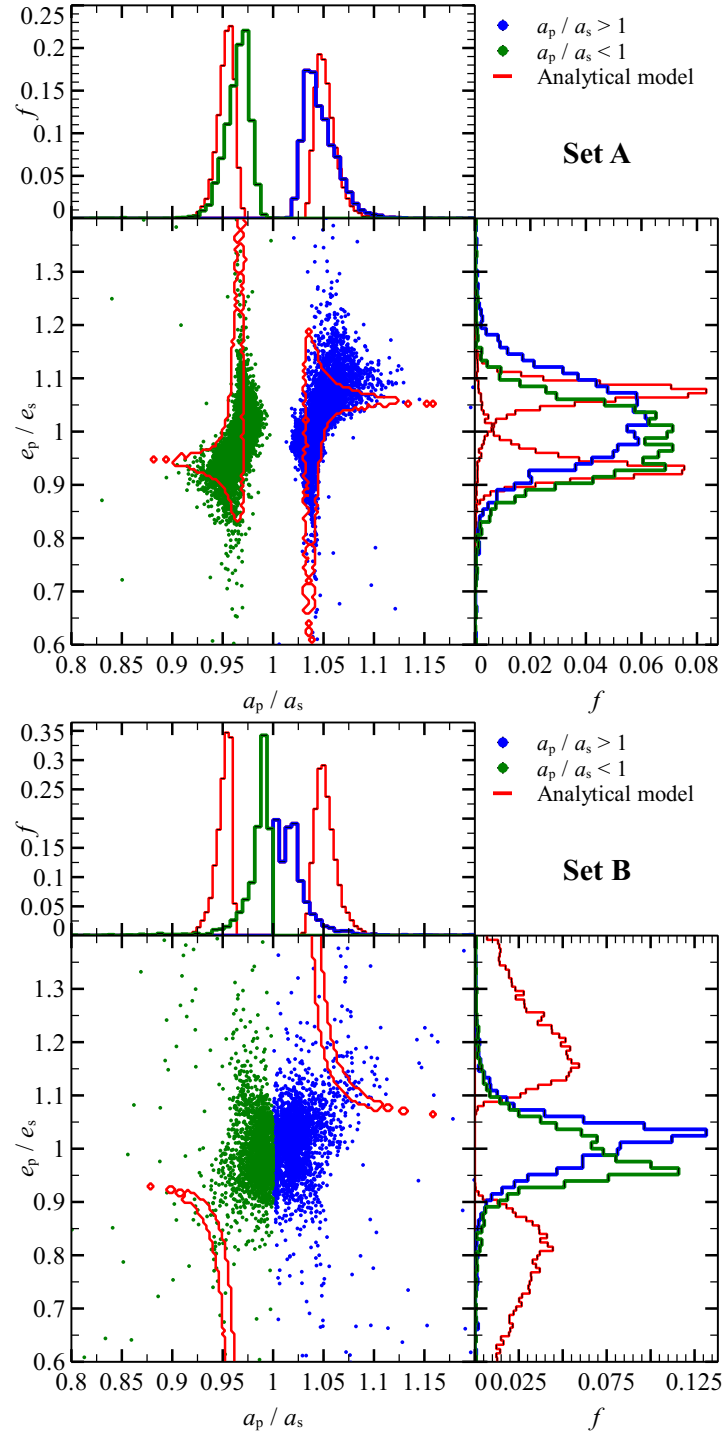 0.25
0.2
0.15
0.1
0.05
0
f
a_p / a_s > 1
a_p / a_s < 1
Analytical model
Set A
1.3
1.2
1.1
1
0.9
0.8
0.7
0.6
e_p / e_s
0.8 0.85 0.9 0.95 1 1.05 1.1 1.15
a_p / a_s
0 0.02 0.04 0.06 0.08
f
0.35
0.3
0.25
0.2
0.15
0.1
0.05
0
f
a_p / a_s > 1
a_p / a_s < 1
Analytical model
Set B
1.3
1.2
1.1
1
0.9
0.8
0.7
0.6
e_p / e_s
0.8 0.85 0.9 0.95 1 1.05 1.1 1.15
a_p / a_s
0 0.025 0.075 0.125
f